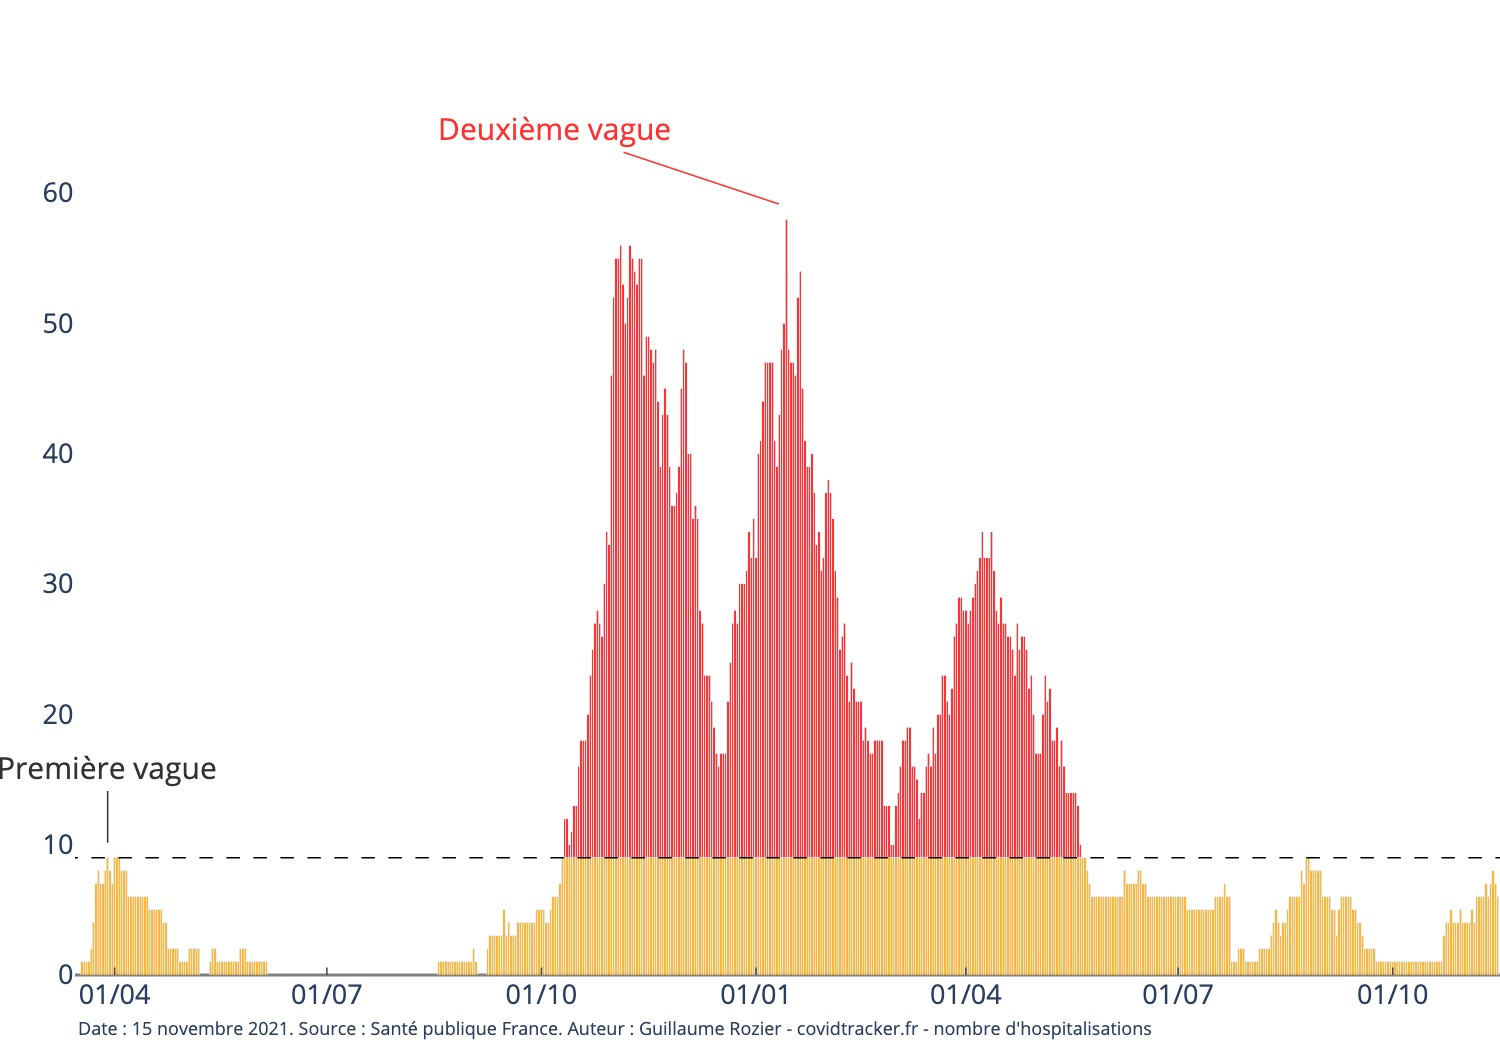 Deuxième vague
60
50
40
30
20
Première vague
10
0
01/04 01/07 01/10 01/01 01/04 01/07 01/10
Date : 15 novembre 2021. Source : Santé publique France. Auteur : Guillaume Rozier - covidtracker.fr - nombre d'hospitalisations